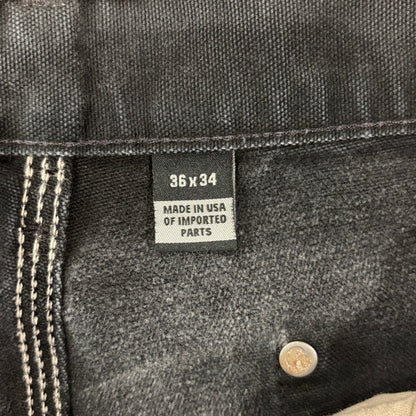 36 x 34
MADE IN USA
OF IMPORTED
PARTS